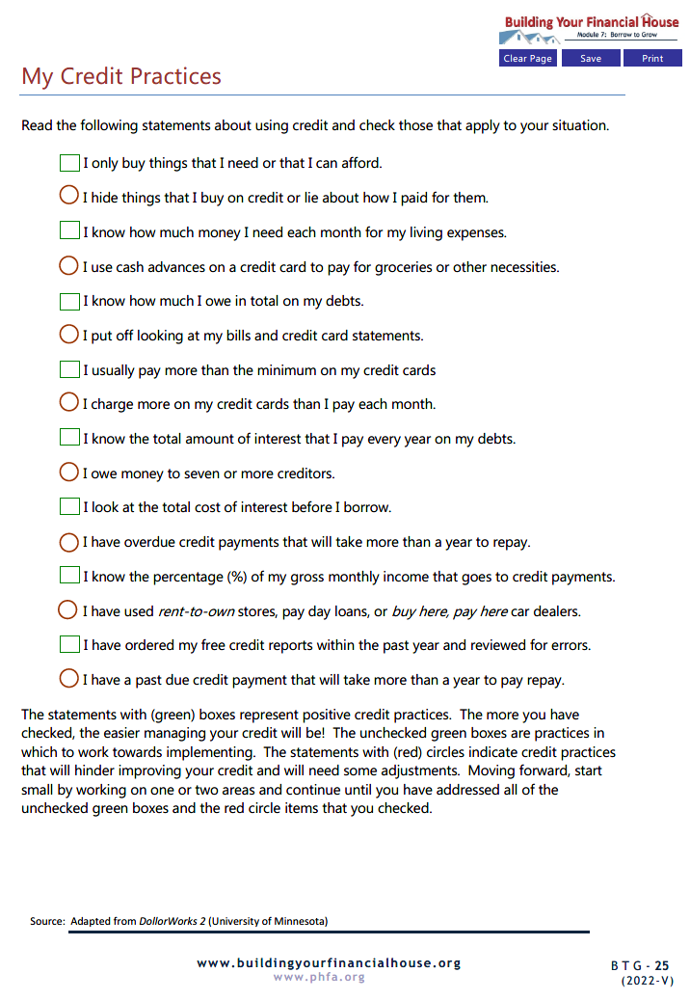 Building Your Financial House
Module 7: Borrow to Grow
Clear Page Save Print
My Credit Practices
Read the following statements about using credit and check those that apply to your situation.
I only buy things that I need or that I can afford.
I hide things that I buy on credit or lie about how I paid for them.
I know how much money I need each month for my living expenses.
I use cash advances on a credit card to pay for groceries or other necessities.
I know how much I owe in total on my debts.
I put off looking at my bills and credit card statements.
I usually pay more than the minimum on my credit cards
I charge more on my credit cards than I pay each month.
I know the total amount of interest that I pay every year on my debts.
I owe money to seven or more creditors.
I look at the total cost of interest before I borrow.
I have overdue credit payments that will take more than a year to repay.
I know the percentage (%) of my gross monthly income that goes to credit payments.
I have used rent-to-own stores, pay day loans, or buy here, pay here car dealers.
I have ordered my free credit reports within the past year and reviewed for errors.
I have a past due credit payment that will take more than a year to pay repay.
The statements with (green) boxes represent positive credit practices. The more you have
checked, the easier managing your credit will be! The unchecked green boxes are practices in
which to work towards implementing. The statements with (red) circles indicate credit practices
that will hinder improving your credit and will need some adjustments. Moving forward, start
small by working on one or two areas and continue until you have addressed all of the
unchecked green boxes and the red circle items that you checked.
Source: Adapted from DollorWorks 2 (University of Minnesota)
www.buildingyourfinancialhouse.org
www.phfa.org
BTG - 25
(2022-V)